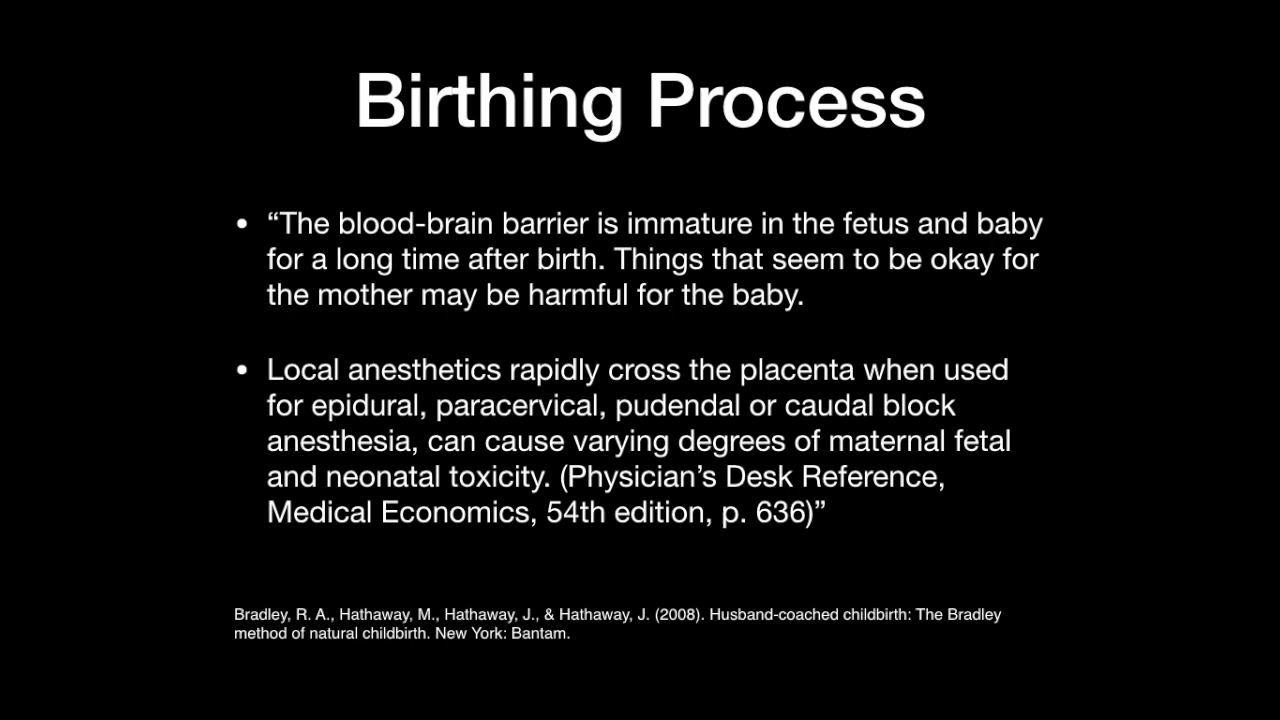 Birthing Process
• “The blood-brain barrier is immature in the fetus and baby
for a long time after birth. Things that seem to be okay for
the mother may be harmful for the baby.
• Local anesthetics rapidly cross the placenta when used
for epidural, paracervical, pudendal or caudal block
anesthesia, can cause varying degrees of maternal fetal
and neonatal toxicity. (Physician’s Desk Reference,
Medical Economics, 54th edition, p. 636)”
Bradley, R. A., Hathaway, M., Hathaway, J., & Hathaway, J. (2008). Husband-coached childbirth: The Bradley
method of natural childbirth. New York: Bantam.